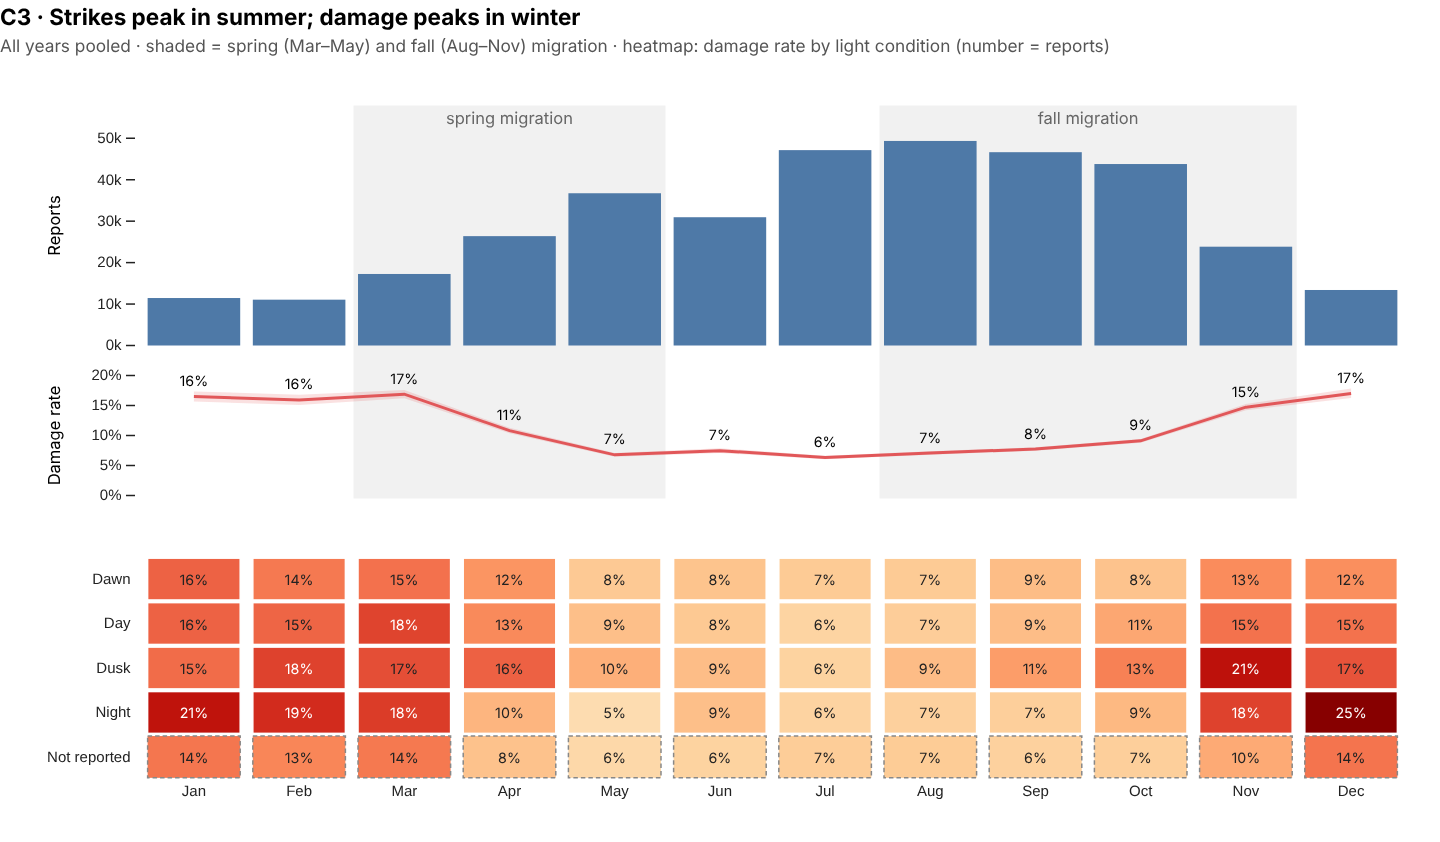 C3 · Strikes peak in summer; damage peaks in winter
All years pooled · shaded = spring (Mar–May) and fall (Aug–Nov) migration · heatmap: damage rate by light condition (number = reports)
spring migration
fall migration
Reports
50k
40k
30k
20k
10k
0k
Damage rate
20%
15%
10%
5%
0%
16% 16% 17% 11% 7% 7% 6% 7% 8% 9% 15% 17%
Dawn 16% 14% 15% 12% 8% 8% 7% 7% 9% 8% 13% 12%
Day 16% 15% 18% 13% 9% 8% 6% 7% 9% 11% 15% 15%
Dusk 15% 18% 17% 16% 10% 9% 6% 9% 11% 13% 21% 17%
Night 21% 19% 18% 10% 5% 9% 6% 7% 7% 9% 18% 25%
Not reported 14% 13% 14% 8% 6% 6% 7% 7% 6% 7% 10% 14%
Jan Feb Mar Apr May Jun Jul Aug Sep Oct Nov Dec